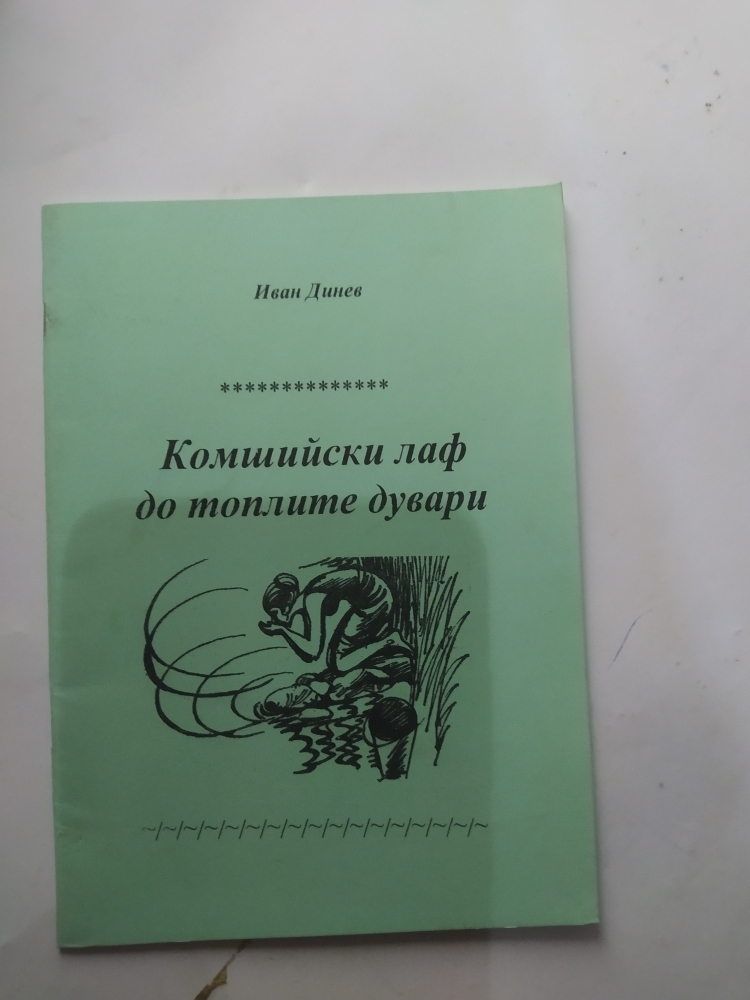 Иван Динев
**************
Комшийски лаф
до топлите дувари
~/~/~/~/~/~/~/~/~/~/~/~/~/~/~/~/~